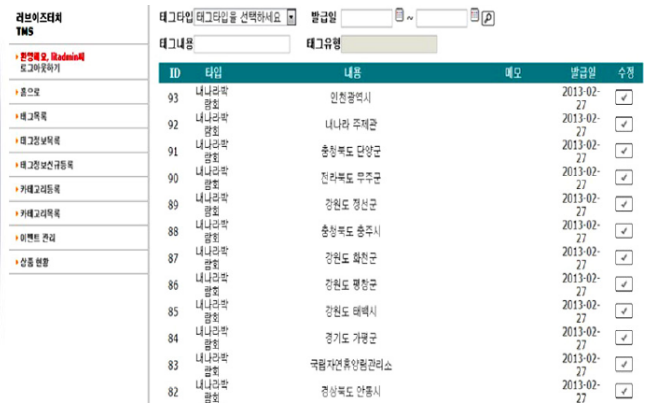 러브이즈터치
TMS
환영해요, litadmin씨
로그아웃하기
홈으로
태그목록
태그정보목록
태그정보신규등록
카테고리등록
카테고리목록
이벤트 관리
상품 현황
태그타입 태그타입을 선택하세요 발급일 ~
태그내용 태그유형
ID 타입 내용 메모 발급일 수정
93 내나라박람회 인천광역시 2013-02-27
92 내나라박람회 내나라 주제관 2013-02-27
91 내나라박람회 충청북도 단양군 2013-02-27
90 내나라박람회 전라북도 무주군 2013-02-27
89 내나라박람회 강원도 정선군 2013-02-27
88 내나라박람회 충청북도 충주시 2013-02-27
87 내나라박람회 강원도 화천군 2013-02-27
86 내나라박람회 강원도 평창군 2013-02-27
85 내나라박람회 강원도 태백시 2013-02-27
84 내나라박람회 경기도 가평군 2013-02-27
83 내나라박람회 국립자연휴양림관리소 2013-02-27
82 내나라박람회 경상북도 안동시 2013-02-27